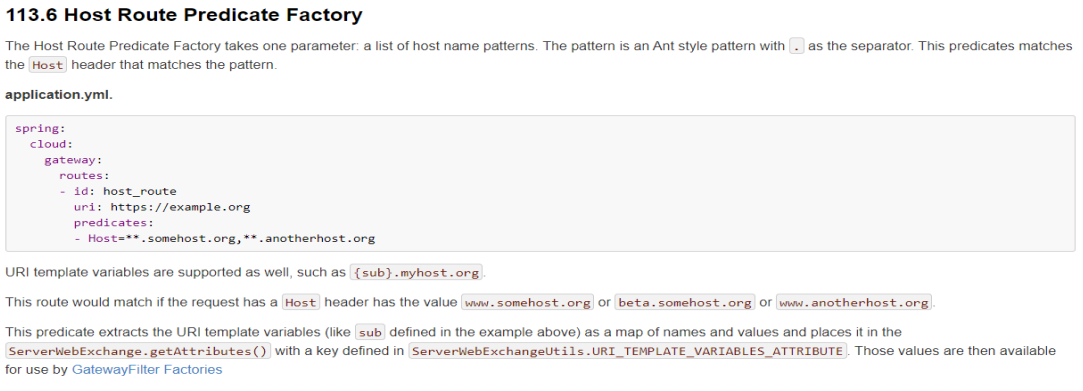 113.6 Host Route Predicate Factory
The Host Route Predicate Factory takes one parameter: a list of host name patterns. The pattern is an Ant style pattern with . as the separator. This predicates matches
the Host header that matches the pattern.
application.yml.
spring:
  cloud:
    gateway:
      routes:
      - id: host_route
        uri: https://example.org
        predicates:
        - Host=**.somehost.org,**.anotherhost.org
URI template variables are supported as well, such as {sub}.myhost.org.
This route would match if the request has a Host header has the value www.somehost.org or beta.somehost.org or www.anotherhost.org.
This predicate extracts the URI template variables (like sub defined in the example above) as a map of names and values and places it in the
ServerWebExchange.getAttributes() with a key defined in ServerWebExchangeUtils.URI_TEMPLATE_VARIABLES_ATTRIBUTE. Those values are then available
for use by GatewayFilter Factories